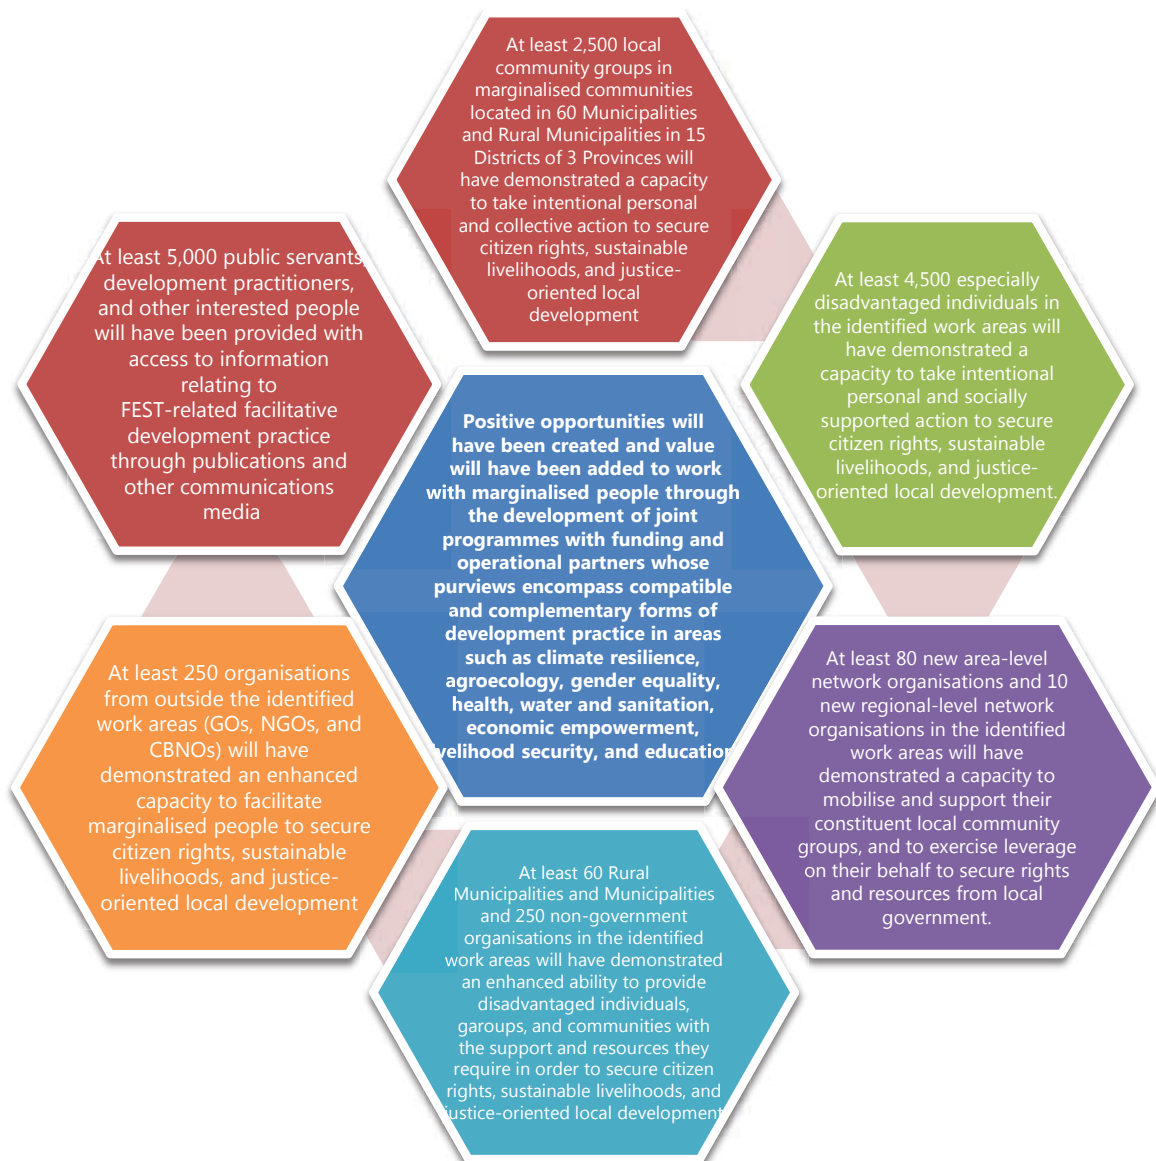 At least 2,500 local
community groups in
marginalised communities
located in 60 Municipalities
and Rural Municipalities in 15
Districts of 3 Provinces will
have demonstrated a capacity
to take intentional personal
and collective action to secure
citizen rights, sustainable
livelihoods, and justice-
oriented local
development
At least 4,500 especially
disadvantaged individuals in
the identified work areas will
have demonstrated a
capacity to take intentional
personal and socially
supported action to secure
citizen rights, sustainable
livelihoods, and justice-
oriented local development.
At least 80 new area-level
network organisations and 10
new regional-level network
organisations in the identified
work areas will have
demonstrated a capacity to
mobilise and support their
constituent local community
groups, and to exercise leverage
on their behalf to secure rights
and resources from local
government.
At least 60 Rural
Municipalities and Municipalities
and 250 non-government
organisations in the identified
work areas will have demonstrated
an enhanced ability to provide
disadvantaged individuals,
garoups, and communities with
the support and resources they
require in order to secure citizen
rights, sustainable livelihoods, and
justice-oriented local development
At least 250 organisations
from outside the identified
work areas (GOs, NGOs, and
CBNOs) will have
demonstrated an enhanced
capacity to facilitate
marginalised people to secure
citizen rights, sustainable
livelihoods, and justice-
oriented local development
At least 5,000 public servants,
development practitioners,
and other interested people
will have been provided with
access to information
relating to
FEST-related facilitative
development practice
through publications and
other communications
media
Positive opportunities will
have been created and value
will have been added to work
with marginalised people through
the development of joint
programmes with funding and
operational partners whose
purviews encompass compatible
and complementary forms of
development practice in areas
such as climate resilience,
agroecology, gender equality,
health, water and sanitation,
economic empowerment,
velihood security, and education